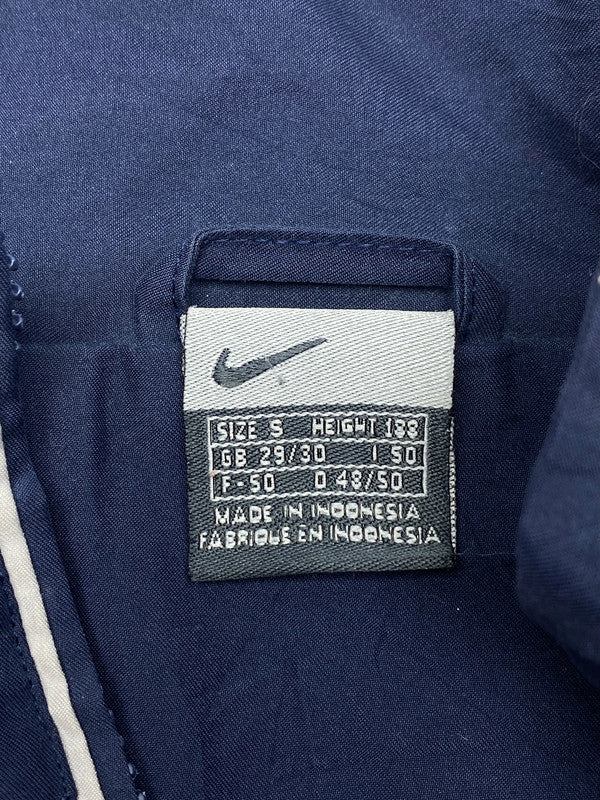 SIZE S HEIGHT 188
GB 29/30 I 50
F-50 D 48/50
MADE IN INDONESIA
FABRIQUE EN INDONESIA